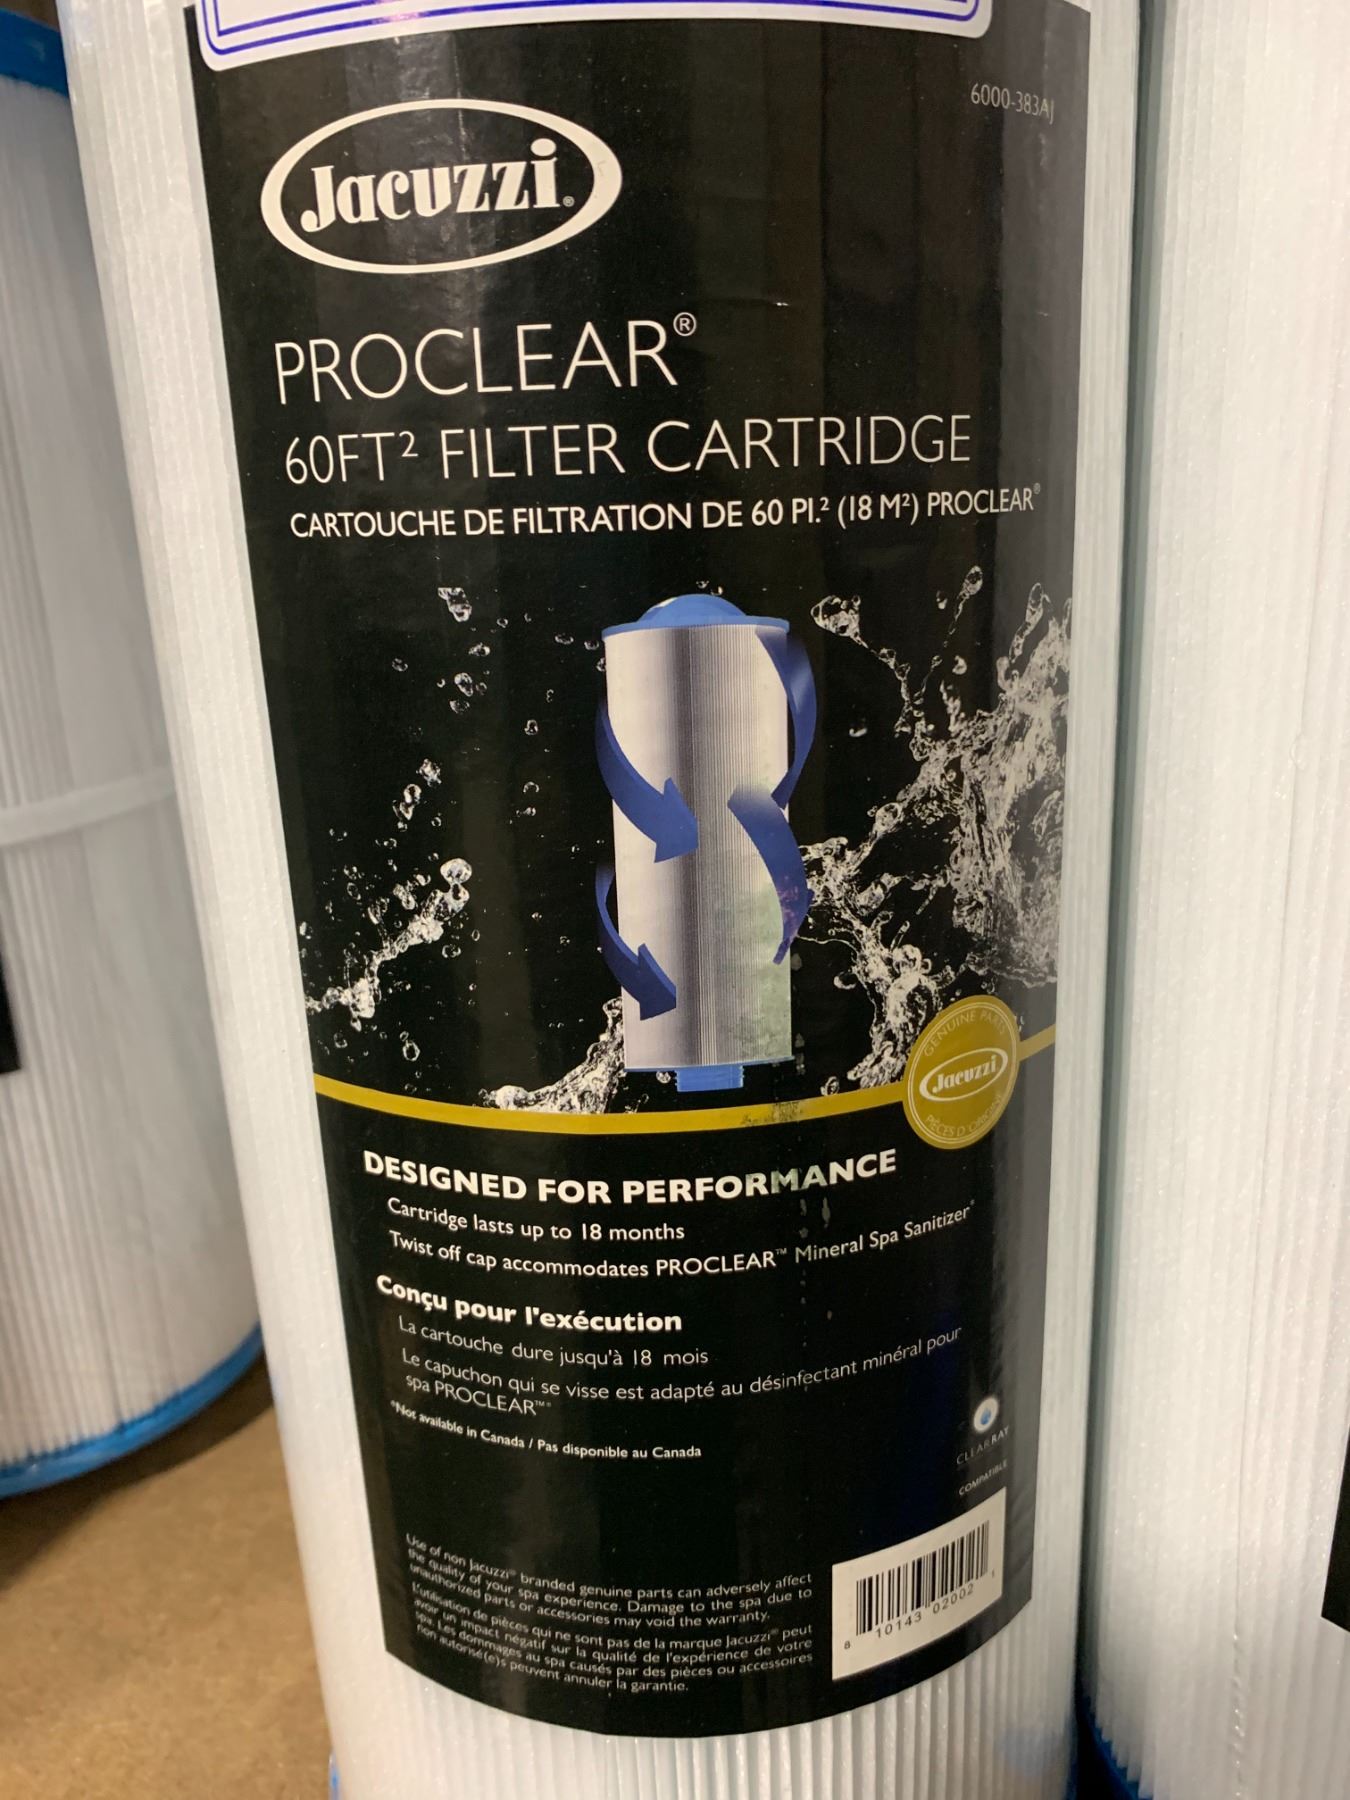 6000-383AJ
Jacuzzi®
PROCLEAR®
60FT² FILTER CARTRIDGE
CARTOUCHE DE FILTRATION DE 60 PI.² (18 M²) PROCLEAR®
GENUINE PARTS
Jacuzzi
PIÈCES D'ORIGINE
DESIGNED FOR PERFORMANCE
Cartridge lasts up to 18 months
Twist off cap accommodates PROCLEAR™ Mineral Spa Sanitizer*
Conçu pour l'exécution
La cartouche dure jusqu'à 18 mois
Le capuchon qui se visse est adapté au désinfectant minéral pour
spa PROCLEAR™*
*Not available in Canada / Pas disponible au Canada
CLEARRAY
COMPATIBLE
Use of non Jacuzzi® branded genuine parts can adversely affect
the quality of your spa experience. Damage to the spa due to
unauthorized parts or accessories may void the warranty.
L'utilisation de pièces qui ne sont pas de la marque Jacuzzi® peut
avoir un impact négatif sur la qualité de l'expérience de votre
spa. Les dommages au spa causés par des pièces ou accessoires
non autorisé(e)s peuvent annuler la garantie.
8 10143 02002 1